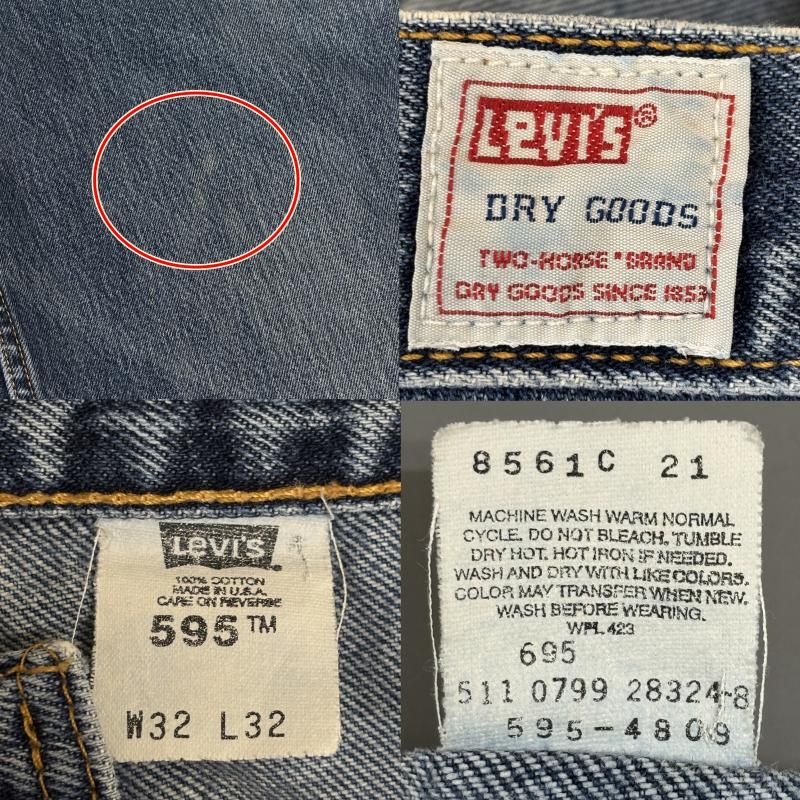 Levi's®
DRY GOODS
TWO-HORSE® BRAND
DRY GOODS SINCE 1853
Levi's
100% COTTON
MADE IN U.S.A.
CARE ON REVERSE
595™
W32 L32
8561C 21
MACHINE WASH WARM NORMAL
CYCLE. DO NOT BLEACH. TUMBLE
DRY HOT. HOT IRON IF NEEDED.
WASH AND DRY WITH LIKE COLORS.
COLOR MAY TRANSFER WHEN NEW.
WASH BEFORE WEARING.
WPL 423
695
511 0799 28324-8
595-4809